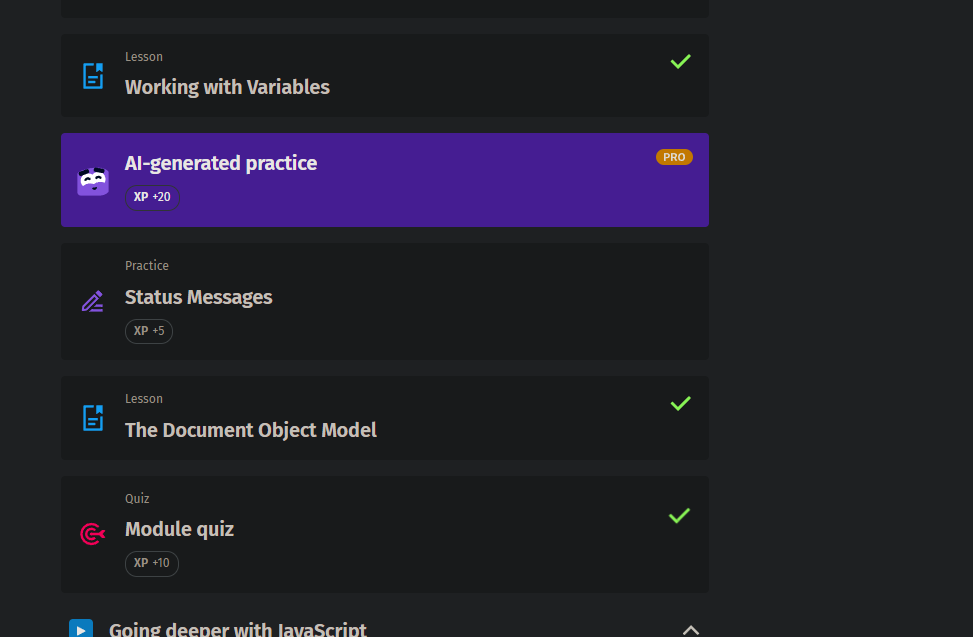 Lesson
Working with Variables
AI-generated practice
PRO
XP +20
Practice
Status Messages
XP +5
Lesson
The Document Object Model
Quiz
Module quiz
XP +10
Going deeper with JavaScript